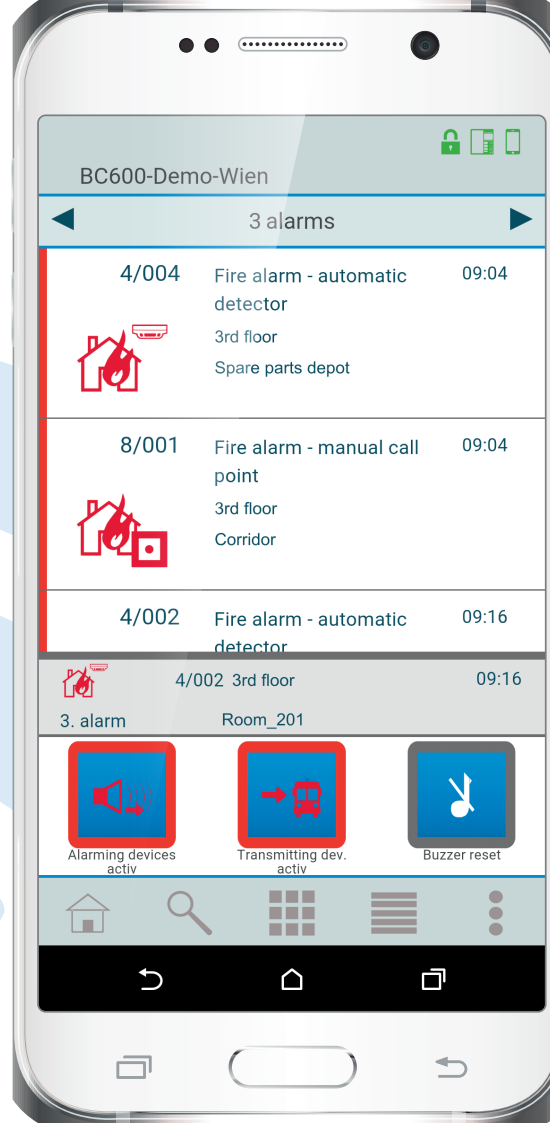 BC600-Demo-Wien
3 alarms
4/004
Fire alarm - automatic
detector
3rd floor
Spare parts depot
09:04
8/001
Fire alarm - manual call
point
3rd floor
Corridor
09:04
4/002
Fire alarm - automatic
detector
09:16
4/002 3rd floor
09:16
3. alarm
Room_201
Alarming devices
activ
Transmitting dev.
activ
Buzzer reset